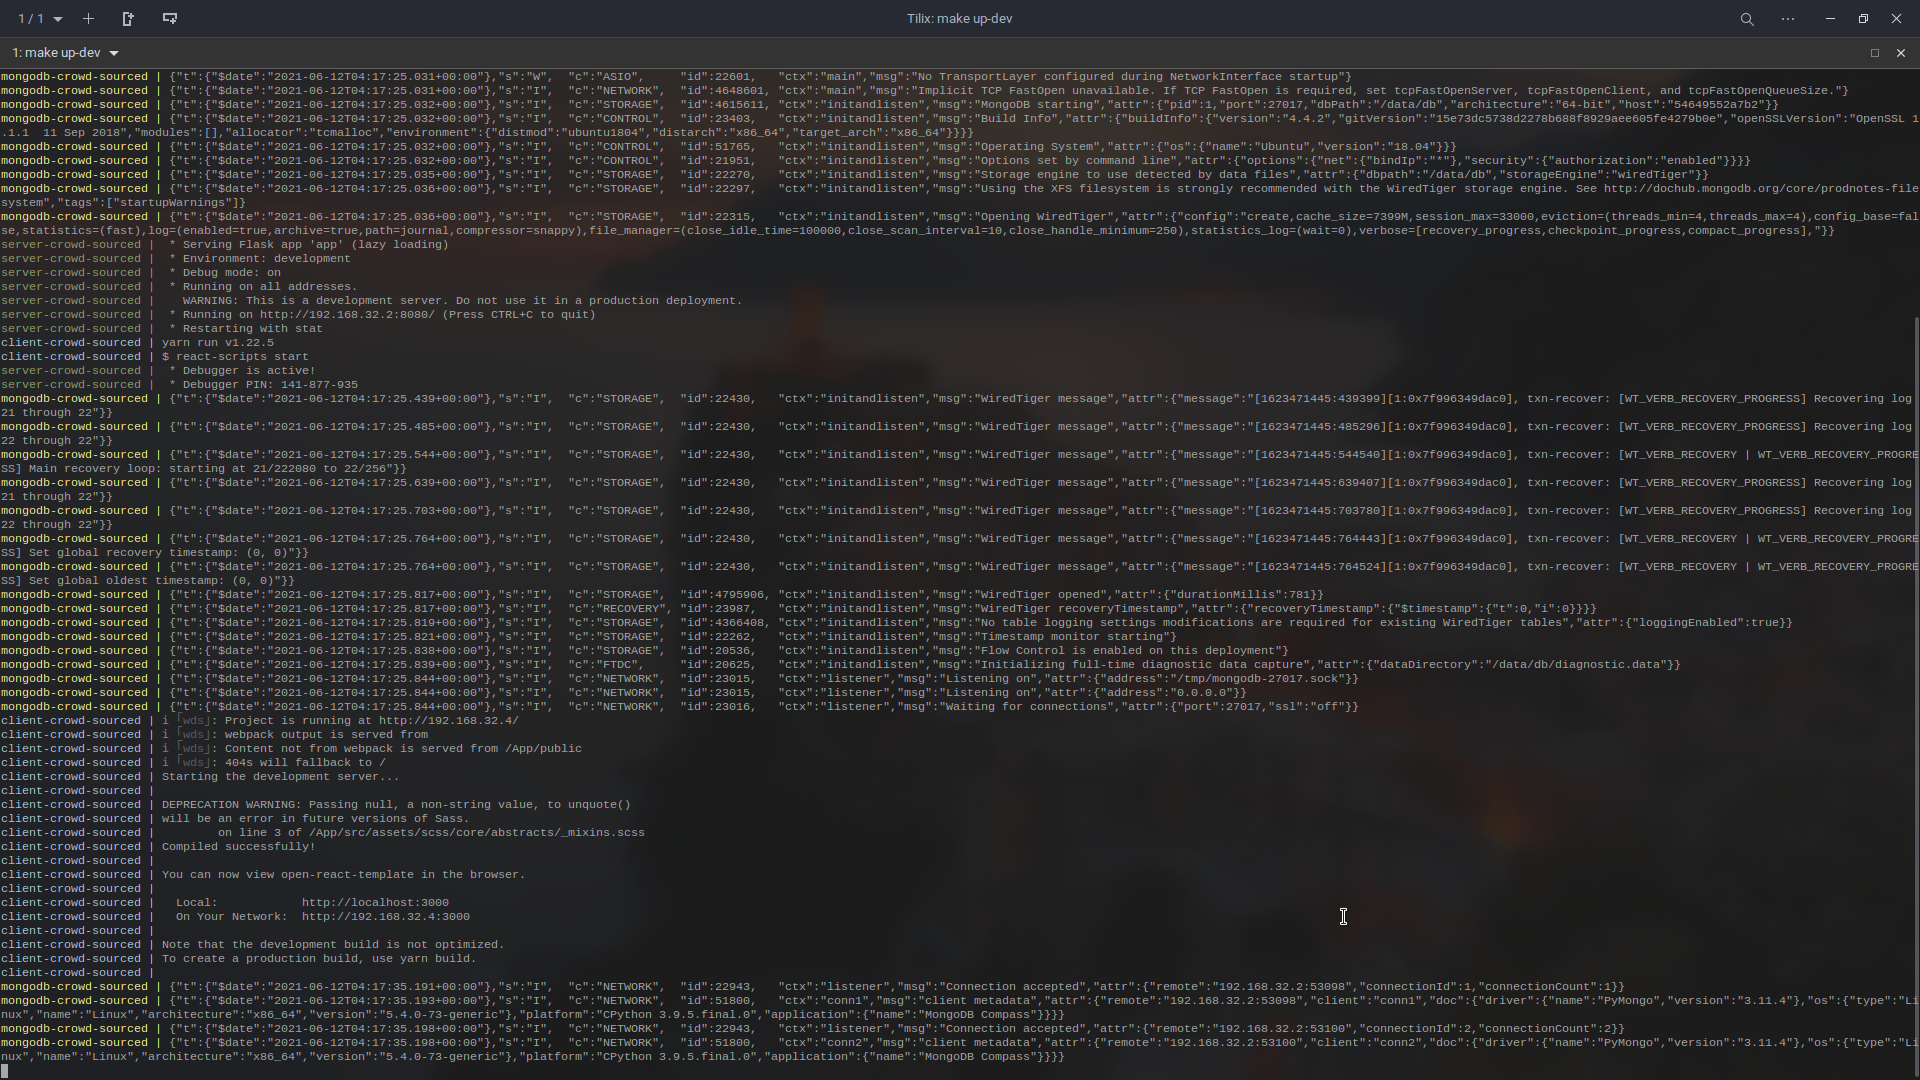 1 / 1
Tilix: make up-dev
1: make up-dev
mongodb-crowd-sourced | {"t":{"$date":"2021-06-12T04:17:25.031+00:00"},"s":"W",  "c":"ASIO",     "id":22601,   "ctx":"main","msg":"No TransportLayer configured during NetworkInterface startup"}
mongodb-crowd-sourced | {"t":{"$date":"2021-06-12T04:17:25.031+00:00"},"s":"I",  "c":"NETWORK",  "id":4648601, "ctx":"main","msg":"Implicit TCP FastOpen unavailable. If TCP FastOpen is required, set tcpFastOpenServer, tcpFastOpenClient, and tcpFastOpenQueueSize."}
mongodb-crowd-sourced | {"t":{"$date":"2021-06-12T04:17:25.032+00:00"},"s":"I",  "c":"STORAGE",  "id":4615611, "ctx":"initandlisten","msg":"MongoDB starting","attr":{"pid":1,"port":27017,"dbPath":"/data/db","architecture":"64-bit","host":"54649552a7b2"}}
mongodb-crowd-sourced | {"t":{"$date":"2021-06-12T04:17:25.032+00:00"},"s":"I",  "c":"CONTROL",  "id":23403,   "ctx":"initandlisten","msg":"Build Info","attr":{"buildInfo":{"version":"4.4.2","gitVersion":"15e73dc5738d2278b688f8929aee605fe4279b0e","openSSLVersion":"OpenSSL 1
.1.1  11 Sep 2018","modules":[],"allocator":"tcmalloc","environment":{"distmod":"ubuntu1804","distarch":"x86_64","target_arch":"x86_64"}}}}
mongodb-crowd-sourced | {"t":{"$date":"2021-06-12T04:17:25.032+00:00"},"s":"I",  "c":"CONTROL",  "id":51765,   "ctx":"initandlisten","msg":"Operating System","attr":{"os":{"name":"Ubuntu","version":"18.04"}}}
mongodb-crowd-sourced | {"t":{"$date":"2021-06-12T04:17:25.032+00:00"},"s":"I",  "c":"CONTROL",  "id":21951,   "ctx":"initandlisten","msg":"Options set by command line","attr":{"options":{"net":{"bindIp":"*"},"security":{"authorization":"enabled"}}}}
mongodb-crowd-sourced | {"t":{"$date":"2021-06-12T04:17:25.035+00:00"},"s":"I",  "c":"STORAGE",  "id":22270,   "ctx":"initandlisten","msg":"Storage engine to use detected by data files","attr":{"dbpath":"/data/db","storageEngine":"wiredTiger"}}
mongodb-crowd-sourced | {"t":{"$date":"2021-06-12T04:17:25.036+00:00"},"s":"I",  "c":"STORAGE",  "id":22297,   "ctx":"initandlisten","msg":"Using the XFS filesystem is strongly recommended with the WiredTiger storage engine. See http://dochub.mongodb.org/core/prodnotes-file
system","tags":["startupWarnings"]}
mongodb-crowd-sourced | {"t":{"$date":"2021-06-12T04:17:25.036+00:00"},"s":"I",  "c":"STORAGE",  "id":22315,   "ctx":"initandlisten","msg":"Opening WiredTiger","attr":{"config":"create,cache_size=7399M,session_max=33000,eviction=(threads_min=4,threads_max=4),config_base=fal
se,statistics=(fast),log=(enabled=true,archive=true,path=journal,compressor=snappy),file_manager=(close_idle_time=100000,close_scan_interval=10,close_handle_minimum=250),statistics_log=(wait=0),verbose=[recovery_progress,checkpoint_progress,compact_progress],"}}
server-crowd-sourced |  * Serving Flask app 'app' (lazy loading)
server-crowd-sourced |  * Environment: development
server-crowd-sourced |  * Debug mode: on
server-crowd-sourced |  * Running on all addresses.
server-crowd-sourced |    WARNING: This is a development server. Do not use it in a production deployment.
server-crowd-sourced |  * Running on http://192.168.32.2:8080/ (Press CTRL+C to quit)
server-crowd-sourced |  * Restarting with stat
client-crowd-sourced | yarn run v1.22.5
client-crowd-sourced | $ react-scripts start
server-crowd-sourced |  * Debugger is active!
server-crowd-sourced |  * Debugger PIN: 141-877-935
mongodb-crowd-sourced | {"t":{"$date":"2021-06-12T04:17:25.439+00:00"},"s":"I",  "c":"STORAGE",  "id":22430,   "ctx":"initandlisten","msg":"WiredTiger message","attr":{"message":"[1623471445:439399][1:0x7f996349dac0], txn-recover: [WT_VERB_RECOVERY_PROGRESS] Recovering log
21 through 22"}}
mongodb-crowd-sourced | {"t":{"$date":"2021-06-12T04:17:25.485+00:00"},"s":"I",  "c":"STORAGE",  "id":22430,   "ctx":"initandlisten","msg":"WiredTiger message","attr":{"message":"[1623471445:485296][1:0x7f996349dac0], txn-recover: [WT_VERB_RECOVERY_PROGRESS] Recovering log
22 through 22"}}
mongodb-crowd-sourced | {"t":{"$date":"2021-06-12T04:17:25.544+00:00"},"s":"I",  "c":"STORAGE",  "id":22430,   "ctx":"initandlisten","msg":"WiredTiger message","attr":{"message":"[1623471445:544540][1:0x7f996349dac0], txn-recover: [WT_VERB_RECOVERY | WT_VERB_RECOVERY_PROGRE
SS] Main recovery loop: starting at 21/222080 to 22/256"}}
mongodb-crowd-sourced | {"t":{"$date":"2021-06-12T04:17:25.639+00:00"},"s":"I",  "c":"STORAGE",  "id":22430,   "ctx":"initandlisten","msg":"WiredTiger message","attr":{"message":"[1623471445:639407][1:0x7f996349dac0], txn-recover: [WT_VERB_RECOVERY_PROGRESS] Recovering log
21 through 22"}}
mongodb-crowd-sourced | {"t":{"$date":"2021-06-12T04:17:25.703+00:00"},"s":"I",  "c":"STORAGE",  "id":22430,   "ctx":"initandlisten","msg":"WiredTiger message","attr":{"message":"[1623471445:703780][1:0x7f996349dac0], txn-recover: [WT_VERB_RECOVERY_PROGRESS] Recovering log
22 through 22"}}
mongodb-crowd-sourced | {"t":{"$date":"2021-06-12T04:17:25.764+00:00"},"s":"I",  "c":"STORAGE",  "id":22430,   "ctx":"initandlisten","msg":"WiredTiger message","attr":{"message":"[1623471445:764443][1:0x7f996349dac0], txn-recover: [WT_VERB_RECOVERY | WT_VERB_RECOVERY_PROGRE
SS] Set global recovery timestamp: (0, 0)"}}
mongodb-crowd-sourced | {"t":{"$date":"2021-06-12T04:17:25.764+00:00"},"s":"I",  "c":"STORAGE",  "id":22430,   "ctx":"initandlisten","msg":"WiredTiger message","attr":{"message":"[1623471445:764524][1:0x7f996349dac0], txn-recover: [WT_VERB_RECOVERY | WT_VERB_RECOVERY_PROGRE
SS] Set global oldest timestamp: (0, 0)"}}
mongodb-crowd-sourced | {"t":{"$date":"2021-06-12T04:17:25.817+00:00"},"s":"I",  "c":"STORAGE",  "id":4795906, "ctx":"initandlisten","msg":"WiredTiger opened","attr":{"durationMillis":781}}
mongodb-crowd-sourced | {"t":{"$date":"2021-06-12T04:17:25.817+00:00"},"s":"I",  "c":"RECOVERY", "id":23987,   "ctx":"initandlisten","msg":"WiredTiger recoveryTimestamp","attr":{"recoveryTimestamp":{"$timestamp":{"t":0,"i":0}}}}
mongodb-crowd-sourced | {"t":{"$date":"2021-06-12T04:17:25.819+00:00"},"s":"I",  "c":"STORAGE",  "id":4366408, "ctx":"initandlisten","msg":"No table logging settings modifications are required for existing WiredTiger tables","attr":{"loggingEnabled":true}}
mongodb-crowd-sourced | {"t":{"$date":"2021-06-12T04:17:25.821+00:00"},"s":"I",  "c":"STORAGE",  "id":22262,   "ctx":"initandlisten","msg":"Timestamp monitor starting"}
mongodb-crowd-sourced | {"t":{"$date":"2021-06-12T04:17:25.838+00:00"},"s":"I",  "c":"STORAGE",  "id":20536,   "ctx":"initandlisten","msg":"Flow Control is enabled on this deployment"}
mongodb-crowd-sourced | {"t":{"$date":"2021-06-12T04:17:25.839+00:00"},"s":"I",  "c":"FTDC",     "id":20625,   "ctx":"initandlisten","msg":"Initializing full-time diagnostic data capture","attr":{"dataDirectory":"/data/db/diagnostic.data"}}
mongodb-crowd-sourced | {"t":{"$date":"2021-06-12T04:17:25.844+00:00"},"s":"I",  "c":"NETWORK",  "id":23015,   "ctx":"listener","msg":"Listening on","attr":{"address":"/tmp/mongodb-27017.sock"}}
mongodb-crowd-sourced | {"t":{"$date":"2021-06-12T04:17:25.844+00:00"},"s":"I",  "c":"NETWORK",  "id":23015,   "ctx":"listener","msg":"Listening on","attr":{"address":"0.0.0.0"}}
mongodb-crowd-sourced | {"t":{"$date":"2021-06-12T04:17:25.844+00:00"},"s":"I",  "c":"NETWORK",  "id":23016,   "ctx":"listener","msg":"Waiting for connections","attr":{"port":27017,"ssl":"off"}}
client-crowd-sourced | ℹ ｢wds｣: Project is running at http://192.168.32.4/
client-crowd-sourced | ℹ ｢wds｣: webpack output is served from
client-crowd-sourced | ℹ ｢wds｣: Content not from webpack is served from /App/public
client-crowd-sourced | ℹ ｢wds｣: 404s will fallback to /
client-crowd-sourced | Starting the development server...
client-crowd-sourced |
client-crowd-sourced | DEPRECATION WARNING: Passing null, a non-string value, to unquote()
client-crowd-sourced | will be an error in future versions of Sass.
client-crowd-sourced |         on line 3 of /App/src/assets/scss/core/abstracts/_mixins.scss
client-crowd-sourced | Compiled successfully!
client-crowd-sourced |
client-crowd-sourced | You can now view open-react-template in the browser.
client-crowd-sourced |
client-crowd-sourced |   Local:            http://localhost:3000
client-crowd-sourced |   On Your Network:  http://192.168.32.4:3000
client-crowd-sourced |
client-crowd-sourced | Note that the development build is not optimized.
client-crowd-sourced | To create a production build, use yarn build.
client-crowd-sourced |
mongodb-crowd-sourced | {"t":{"$date":"2021-06-12T04:17:35.191+00:00"},"s":"I",  "c":"NETWORK",  "id":22943,   "ctx":"listener","msg":"Connection accepted","attr":{"remote":"192.168.32.2:53098","connectionId":1,"connectionCount":1}}
mongodb-crowd-sourced | {"t":{"$date":"2021-06-12T04:17:35.193+00:00"},"s":"I",  "c":"NETWORK",  "id":51800,   "ctx":"conn1","msg":"client metadata","attr":{"remote":"192.168.32.2:53098","client":"conn1","doc":{"driver":{"name":"PyMongo","version":"3.11.4"},"os":{"type":"Li
nux","name":"Linux","architecture":"x86_64","version":"5.4.0-73-generic"},"platform":"CPython 3.9.5.final.0","application":{"name":"MongoDB Compass"}}}}
mongodb-crowd-sourced | {"t":{"$date":"2021-06-12T04:17:35.198+00:00"},"s":"I",  "c":"NETWORK",  "id":22943,   "ctx":"listener","msg":"Connection accepted","attr":{"remote":"192.168.32.2:53100","connectionId":2,"connectionCount":2}}
mongodb-crowd-sourced | {"t":{"$date":"2021-06-12T04:17:35.198+00:00"},"s":"I",  "c":"NETWORK",  "id":51800,   "ctx":"conn2","msg":"client metadata","attr":{"remote":"192.168.32.2:53100","client":"conn2","doc":{"driver":{"name":"PyMongo","version":"3.11.4"},"os":{"type":"Li
nux","name":"Linux","architecture":"x86_64","version":"5.4.0-73-generic"},"platform":"CPython 3.9.5.final.0","application":{"name":"MongoDB Compass"}}}}